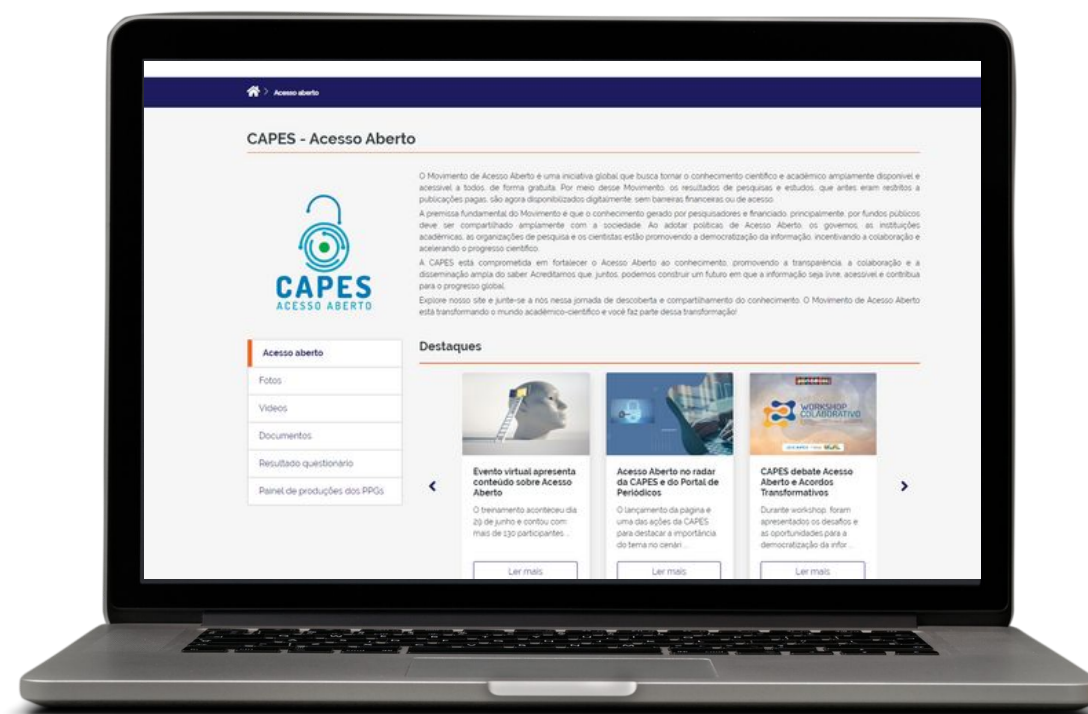 Acesso aberto
CAPES - Acesso Aberto
O Movimento de Acesso Aberto é uma iniciativa global que busca tornar o conhecimento científico e acadêmico amplamente disponível e
acessível a todos, de forma gratuita. Por meio desse Movimento, os resultados de pesquisas e estudos, que antes eram restritos a
publicações pagas, são agora disponibilizados digitalmente, sem barreiras financeiras ou de acesso.
A premissa fundamental do Movimento é que o conhecimento gerado por pesquisadores e financiado, principalmente, por fundos públicos
deve ser compartilhado amplamente com a sociedade. Ao adotar políticas de Acesso Aberto, os governos, as instituições
acadêmicas, as organizações de pesquisa e os cientistas estão promovendo a democratização da informação, incentivando a colaboração e
acelerando o progresso científico.
A CAPES está comprometida em fortalecer o Acesso Aberto ao conhecimento, promovendo a transparência, a colaboração e a
disseminação ampla do saber. Acreditamos que, juntos, podemos construir um futuro em que a informação seja livre, acessível e contribua
para o progresso global.
Explore nosso site e junte-se a nós nessa jornada de descoberta e compartilhamento do conhecimento. O Movimento de Acesso Aberto
está transformando o mundo acadêmico-científico e você faz parte dessa transformação!
CAPES
ACESSO ABERTO
Acesso aberto
Fotos
Vídeos
Documentos
Resultado questionário
Painel de produções dos PPGs
Destaques
Evento virtual apresenta
conteúdo sobre Acesso
Aberto
O treinamento aconteceu dia
29 de junho e contou com
mais de 130 participantes ...
Ler mais
Acesso Aberto no radar
da CAPES e do Portal de
Periódicos
O lançamento da página é
uma das ações da CAPES
para destacar a importância
do tema no cenári ...
Ler mais
periódicos
WORKSHOP
COLABORATIVO
CAPES debate Acesso
Aberto e Acordos
Transformativos
Durante workshop, foram
apresentados os desafios e
as oportunidades para a
democratização da infor ...
Ler mais